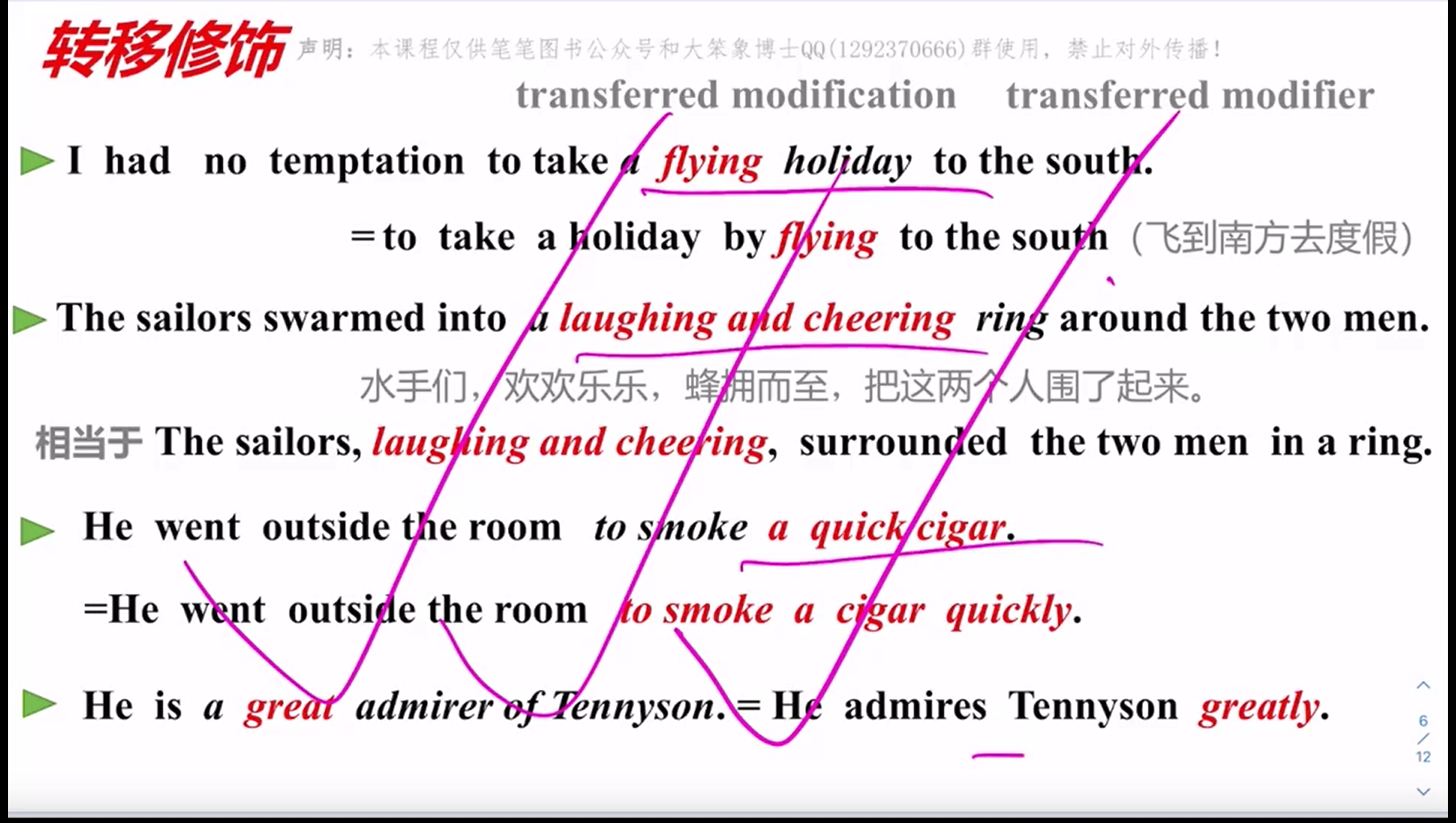 转移修饰 声明：本课程仅供笔笔图书公众号和大笨象博士QQ(1292370666)群使用，禁止对外传播！
transferred modification transferred modifier
I had no temptation to take a flying holiday to the south.
=to take a holiday by flying to the south（飞到南方去度假）
The sailors swarmed into a laughing and cheering ring around the two men.
水手们，欢欢乐乐，蜂拥而至，把这两个人围了起来。
相当于 The sailors, laughing and cheering, surrounded the two men in a ring.
He went outside the room to smoke a quick cigar.
=He went outside the room to smoke a cigar quickly.
He is a great admirer of Tennyson. = He admires Tennyson greatly.
6
/
12